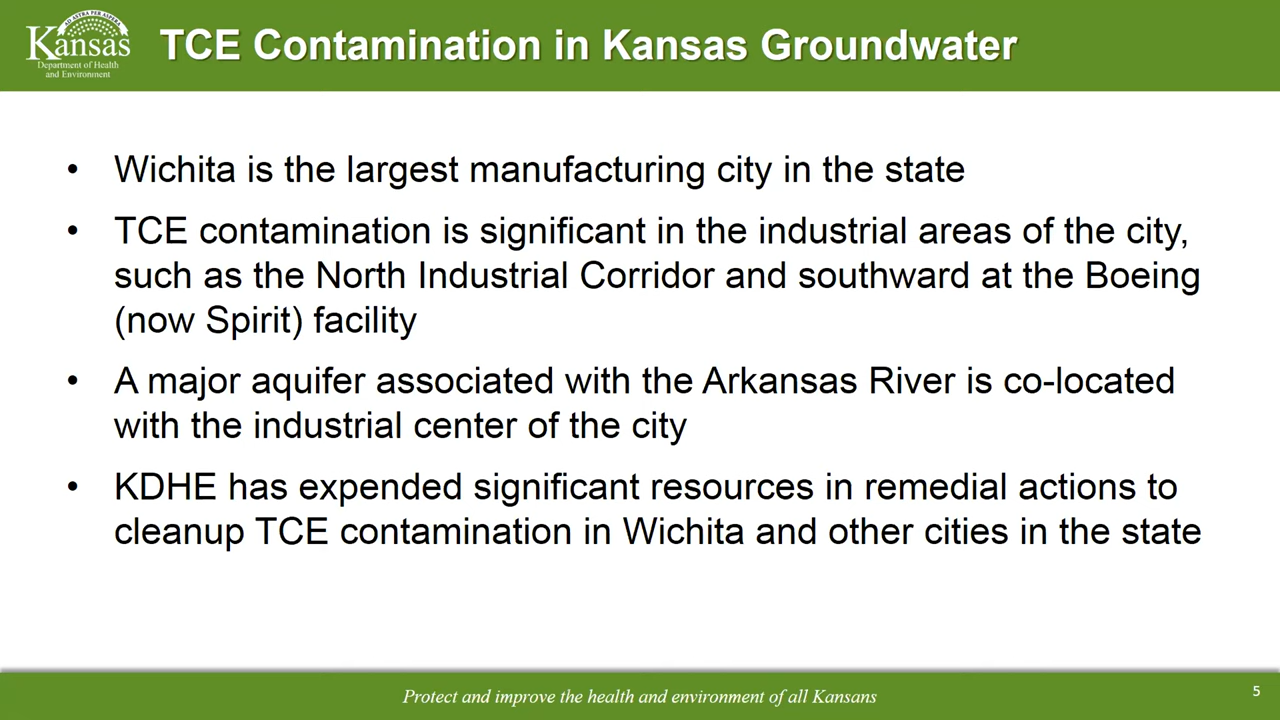 AD ASTRA PER ASPERA
Kansas
Department of Health
and Environment
TCE Contamination in Kansas Groundwater
• Wichita is the largest manufacturing city in the state
• TCE contamination is significant in the industrial areas of the city,
such as the North Industrial Corridor and southward at the Boeing
(now Spirit) facility
• A major aquifer associated with the Arkansas River is co-located
with the industrial center of the city
• KDHE has expended significant resources in remedial actions to
cleanup TCE contamination in Wichita and other cities in the state
Protect and improve the health and environment of all Kansans
5